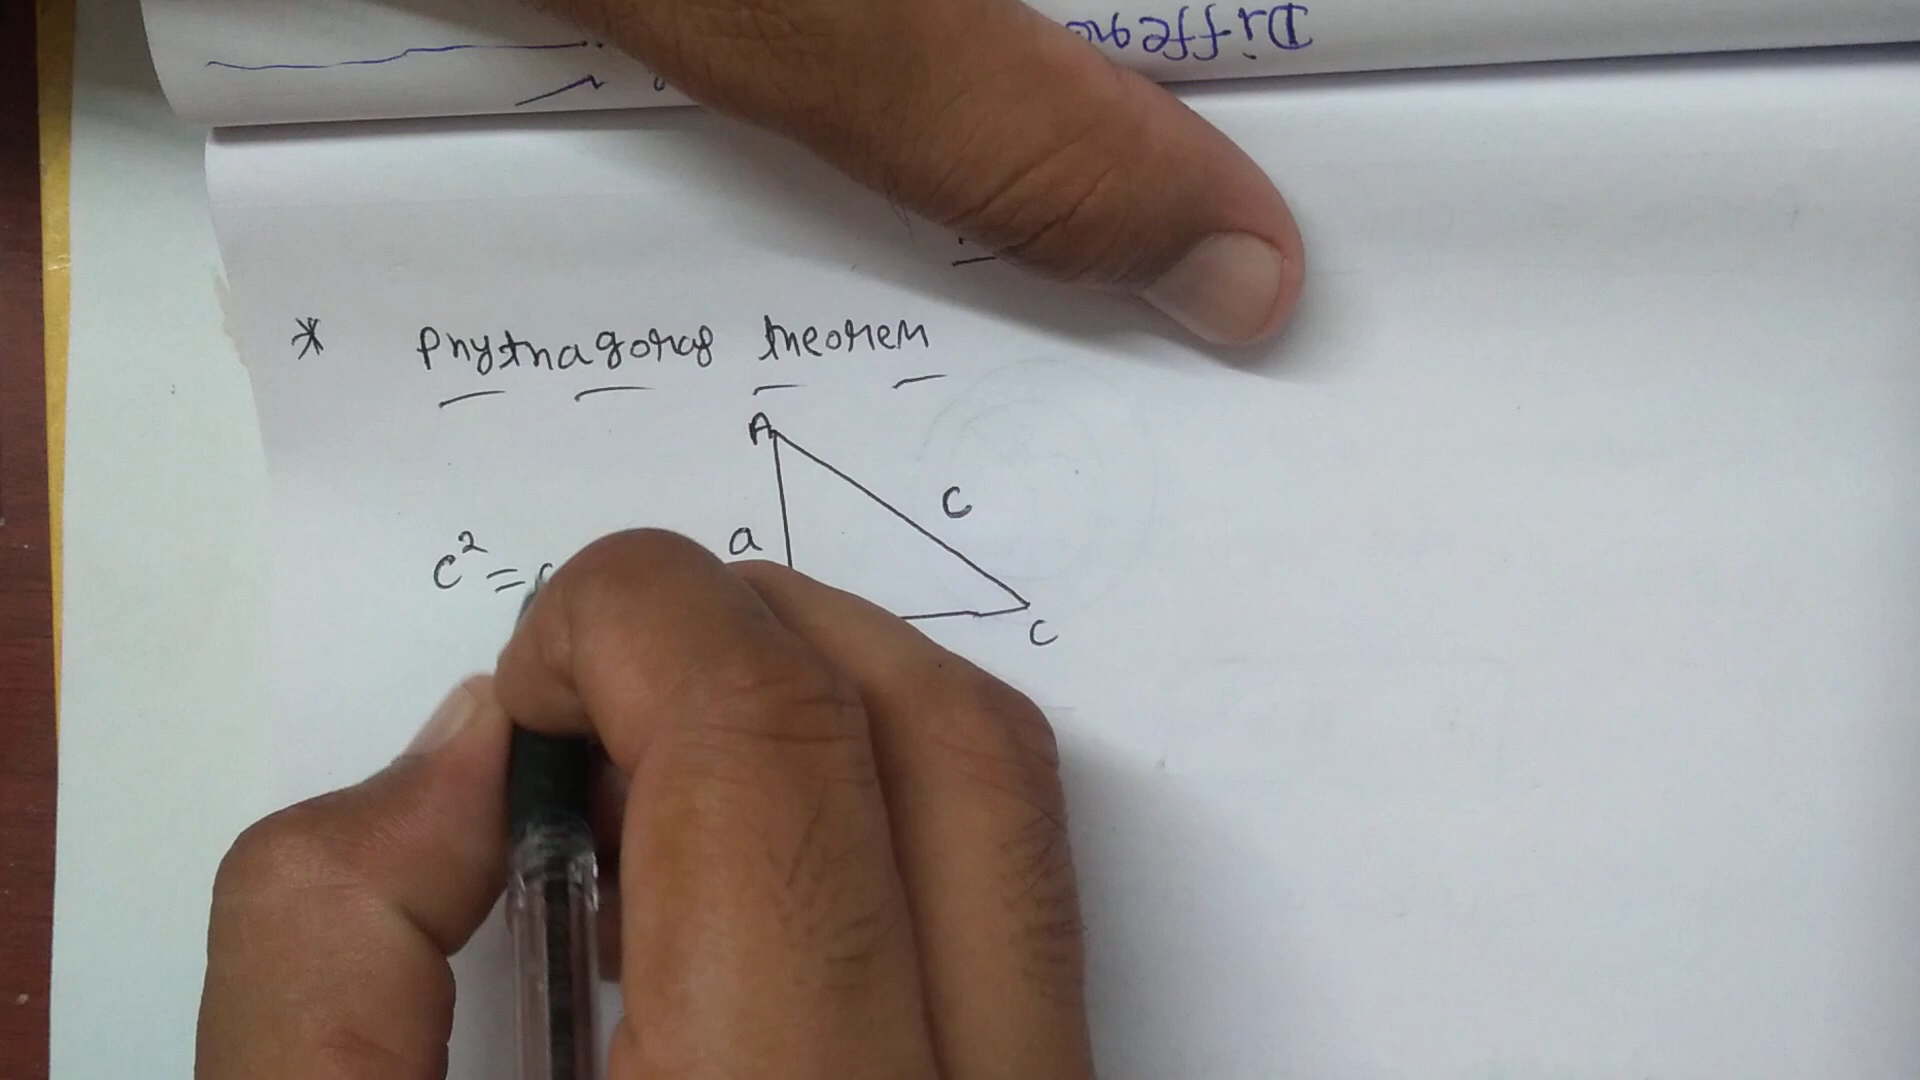 * Phythagoras theorem
A
C
a
c² =
C